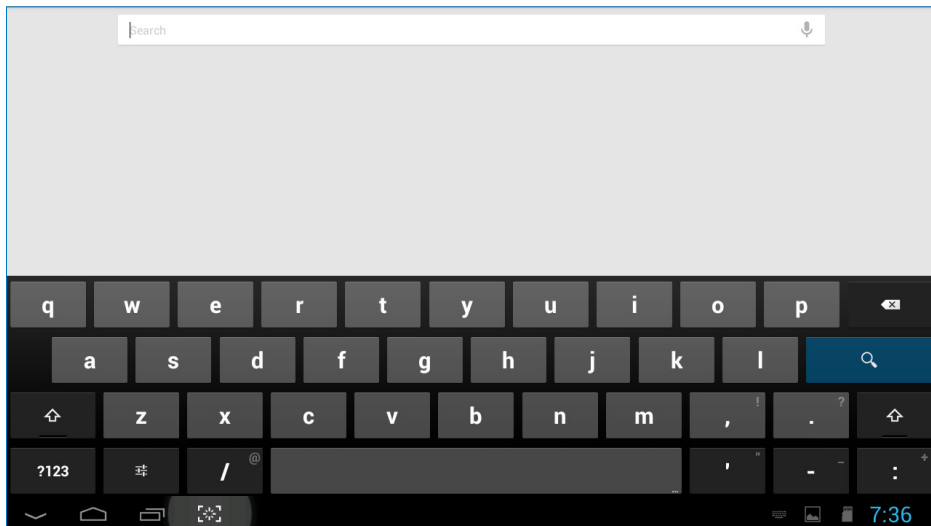 Search
q w e r t y u i o p
a s d f g h j k l
z x c v b n m , ! . ?
?123 / @ ... ' " - _ : +
7:36